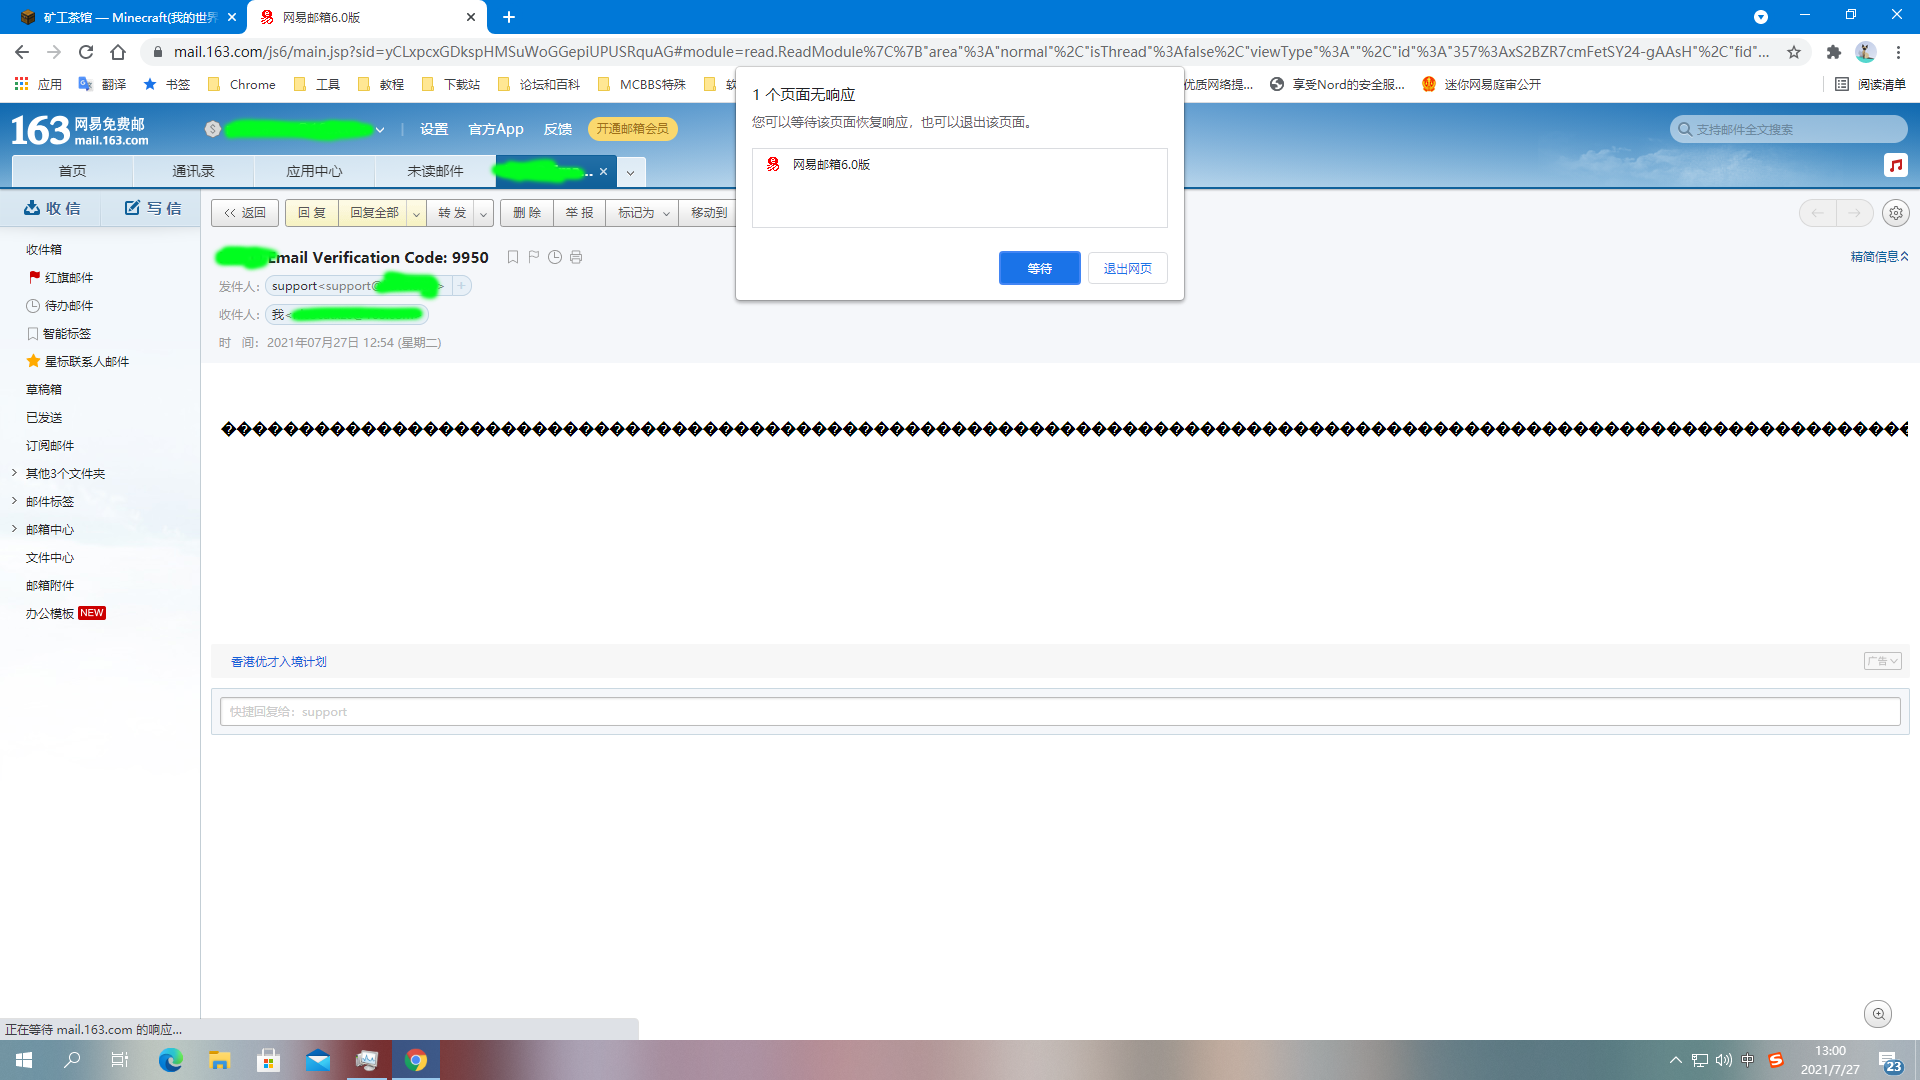 矿工茶馆 — Minecraft(我的世界
网易邮箱6.0版
mail.163.com/js6/main.jsp?sid=yCLxpcxGDkspHMSuWoGGepiUPUSRquAG#module=read.ReadModule%7C%7B"area"%3A"normal"%2C"isThread"%3Afalse%2C"viewType"%3A""%2C"id"%3A"357%3AxS2BZR7cmFetSY24-gAAsH"%2C"fid"...
应用 翻译 书签 Chrome 工具 教程 下载站 论坛和百科 MCBBS特殊 优质网络提... 享受Nord的安全服... 迷你网易庭审公开 阅读清单
1 个页面无响应
您可以等待该页面恢复响应，也可以退出该页面。
网易邮箱6.0版
等待 退出网页
163 网易免费邮
mail.163.com
设置 官方App 反馈 开通邮箱会员
支持邮件全文搜索
首页 通讯录 应用中心 未读邮件 ...
收 信 写 信
<< 返回 回 复 回复全部 转 发 删 除 举 报 标记为 移动到
收件箱
红旗邮件
待办邮件
智能标签
星标联系人邮件
草稿箱
已发送
订阅邮件
其他3个文件夹
邮件标签
邮箱中心
文件中心
邮箱附件
办公模板 NEW
Email Verification Code: 9950
精简信息
发件人： support<support@ > +
收件人： 我<
时 间： 2021年07月27日 12:54 (星期二)
香港优才入境计划
广告
快捷回复给：support
正在等待 mail.163.com 的响应...
中
13:00
2021/7/27
23